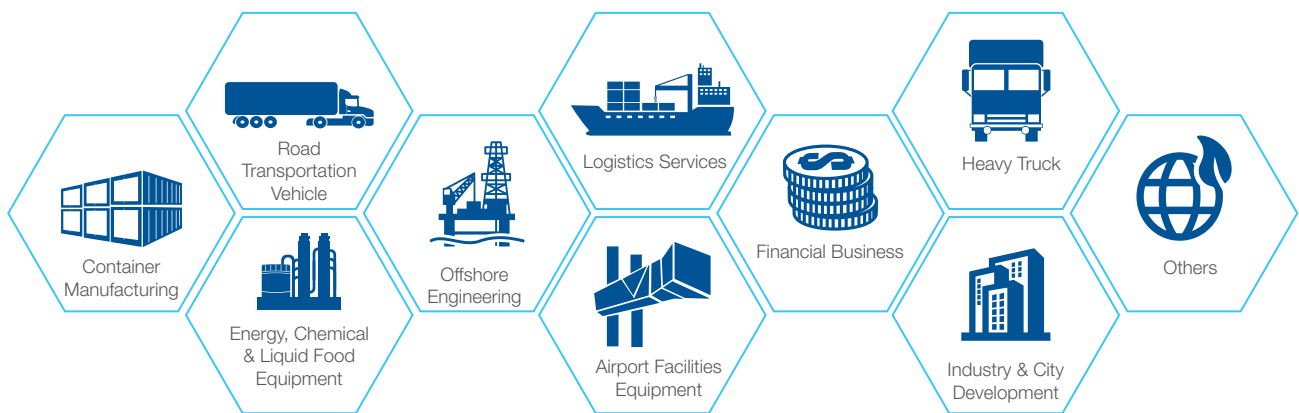 Container
Manufacturing
Road
Transportation
Vehicle
Energy, Chemical
& Liquid Food
Equipment
Offshore
Engineering
Logistics Services
Airport Facilities
Equipment
Financial Business
Heavy Truck
Industry & City
Development
Others